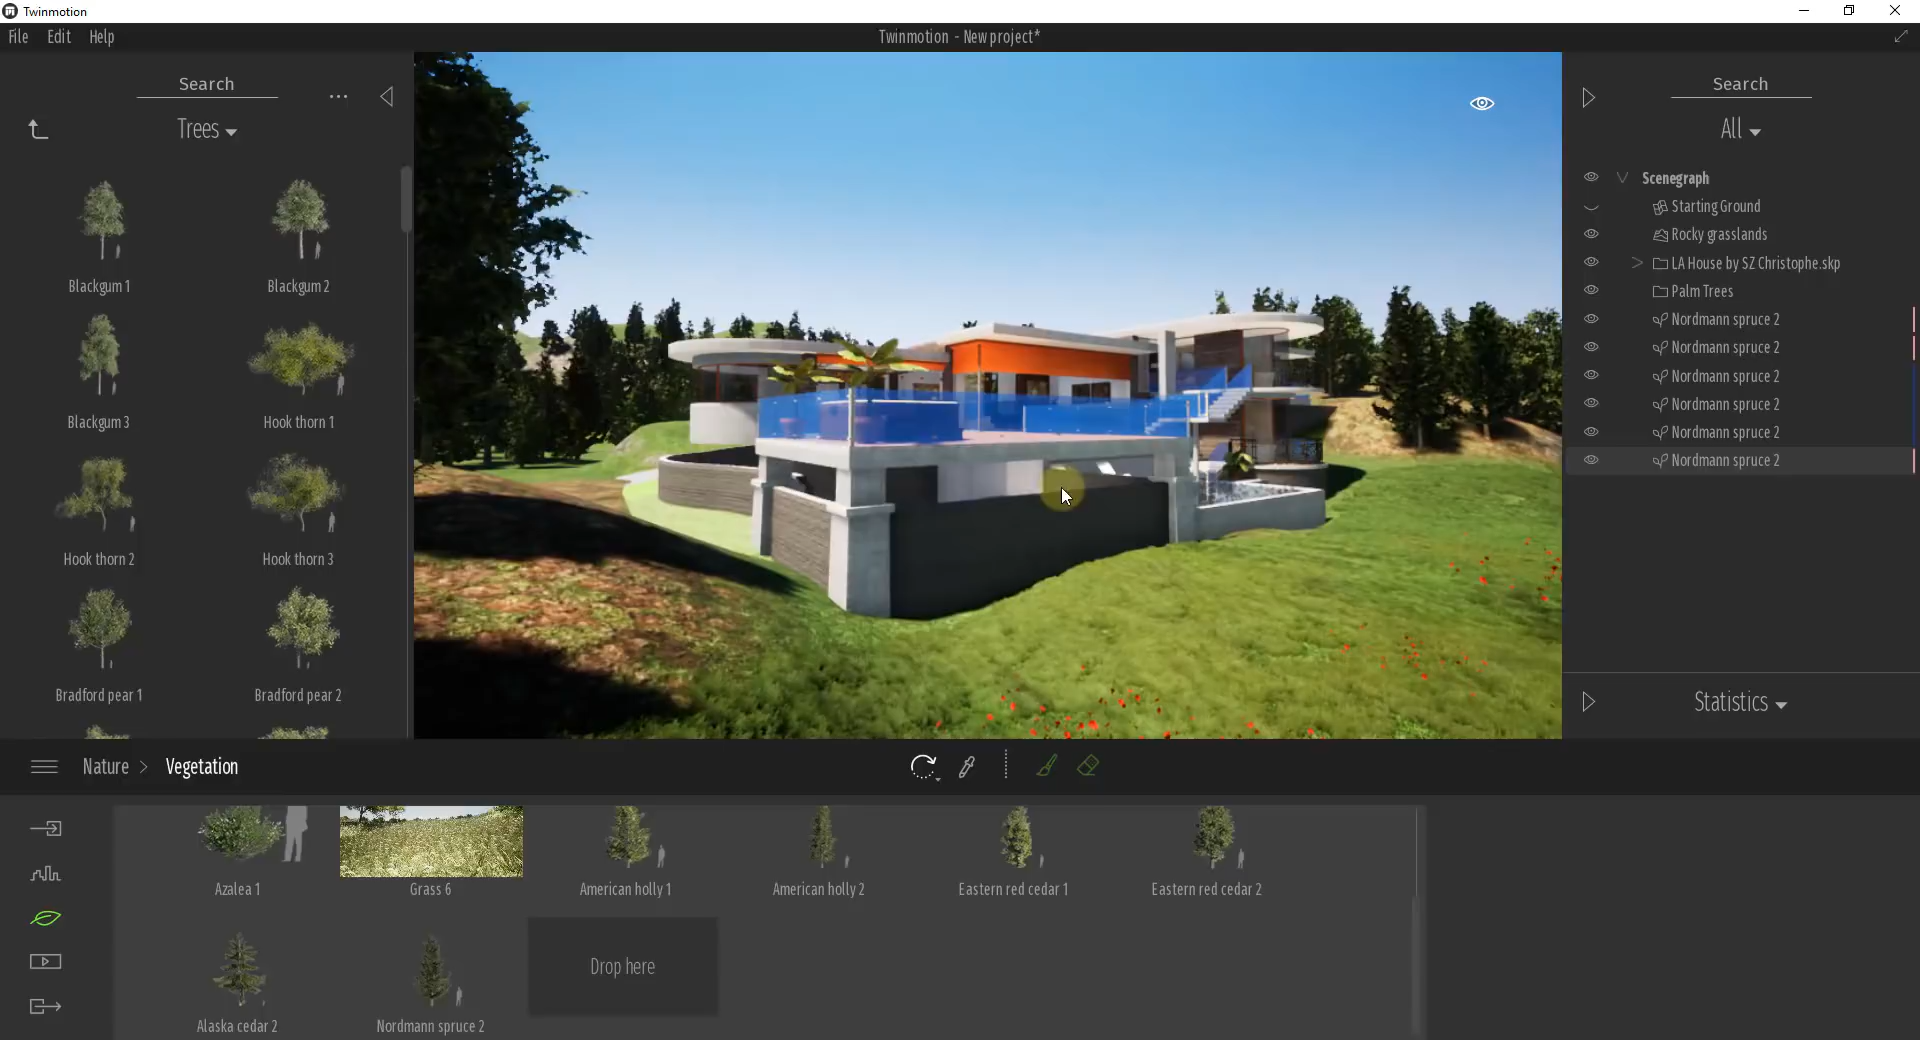 Twinmotion
File Edit Help
Twinmotion - New project*
Search
Trees
Blackgum 1
Blackgum 2
Blackgum 3
Hook thorn 1
Hook thorn 2
Hook thorn 3
Bradford pear 1
Bradford pear 2
Search
All
Scenegraph
Starting Ground
Rocky grasslands
LA House by SZ Christophe.skp
Palm Trees
Nordmann spruce 2
Nordmann spruce 2
Nordmann spruce 2
Nordmann spruce 2
Nordmann spruce 2
Nordmann spruce 2
Statistics
Nature > Vegetation
Azalea 1
Grass 6
American holly 1
American holly 2
Eastern red cedar 1
Eastern red cedar 2
Alaska cedar 2
Nordmann spruce 2
Drop here